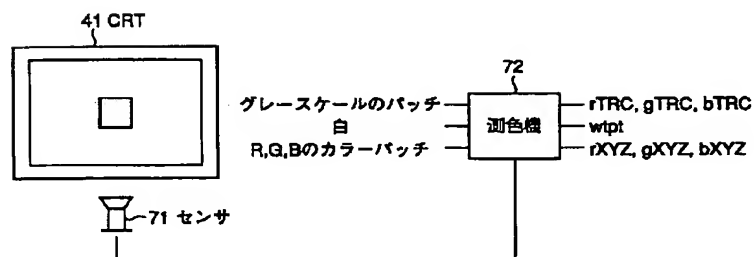 41 CRT
72
グレースケールのパッチ
rTRC, gTRC, bTRC
白
測色機
wtpt
R,G,Bのカラーパッチ
rXYZ, gXYZ, bXYZ
71 センサ